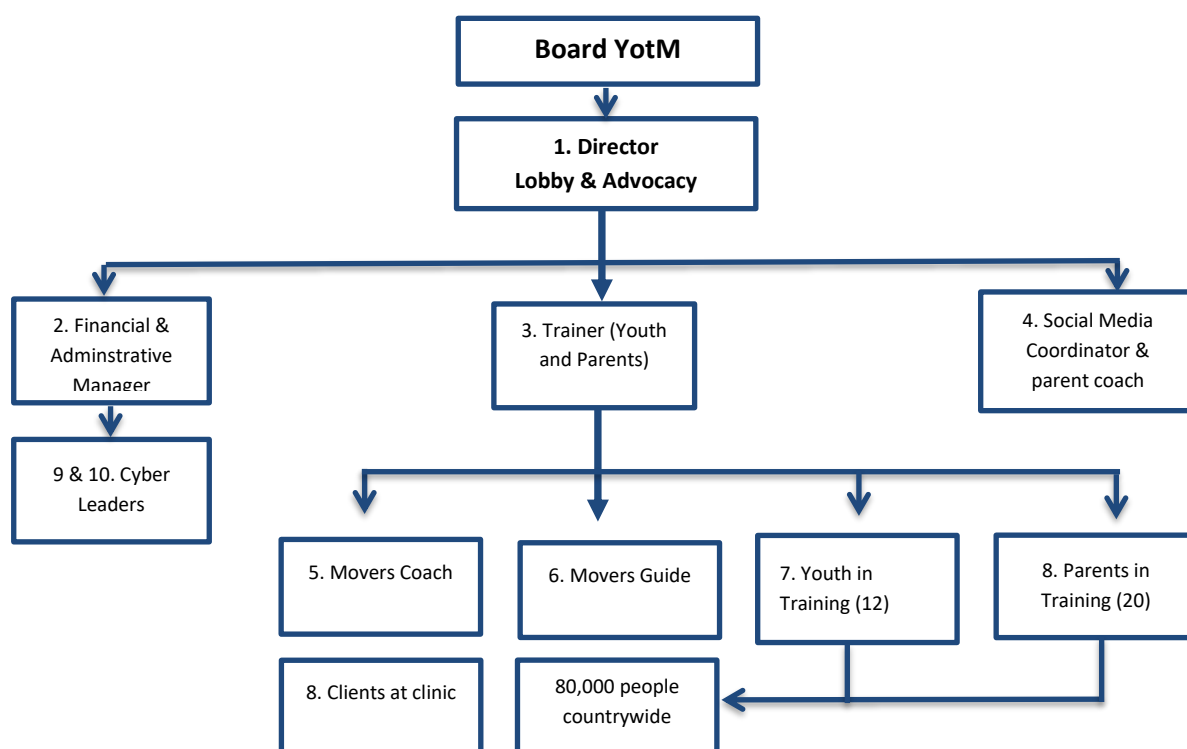 Board YotM
1. Director
Lobby & Advocacy
2. Financial &
Adminstrative
Manager
3. Trainer (Youth
and Parents)
4. Social Media
Coordinator &
parent coach
9 & 10. Cyber
Leaders
5. Movers Coach
6. Movers Guide
7. Youth in
Training (12)
8. Parents in
Training (20)
8. Clients at clinic
80,000 people
countrywide